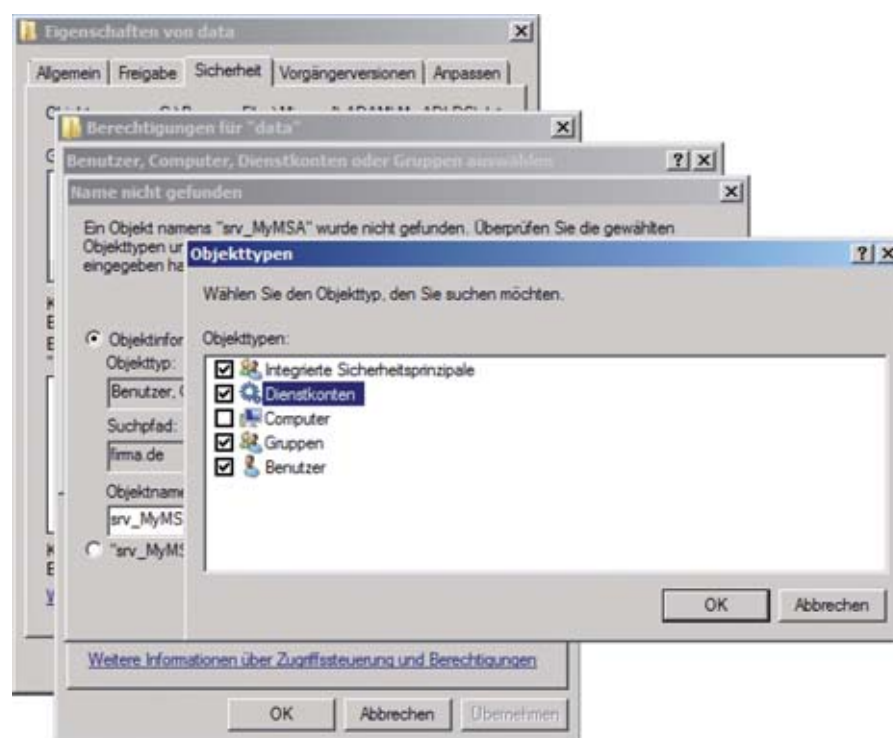 Eigenschaften von data
Allgemein Freigabe Sicherheit Vorgängerversionen Anpassen
Berechtigungen für "data"
Benutzer, Computer, Dienstkonten oder Gruppen auswählen
Name nicht gefunden
Ein Objekt namens "srv_MyMSA" wurde nicht gefunden. Überprüfen Sie die gewählten
Objekttypen
eingegeben
Objekttypen
Wählen Sie den Objekttyp, den Sie suchen möchten.
Objekttypen:
Integrierte Sicherheitsprinzipale
Dienstkonten
Computer
Gruppen
Benutzer
OK Abbrechen
Objekttyp:
Benutzer,
Suchpfad:
firma.de
srv_MyMS
"srv_MyMS
Weitere Informationen über Zugriffssteuerung und Berechtigungen
OK Abbrechen Übernehmen